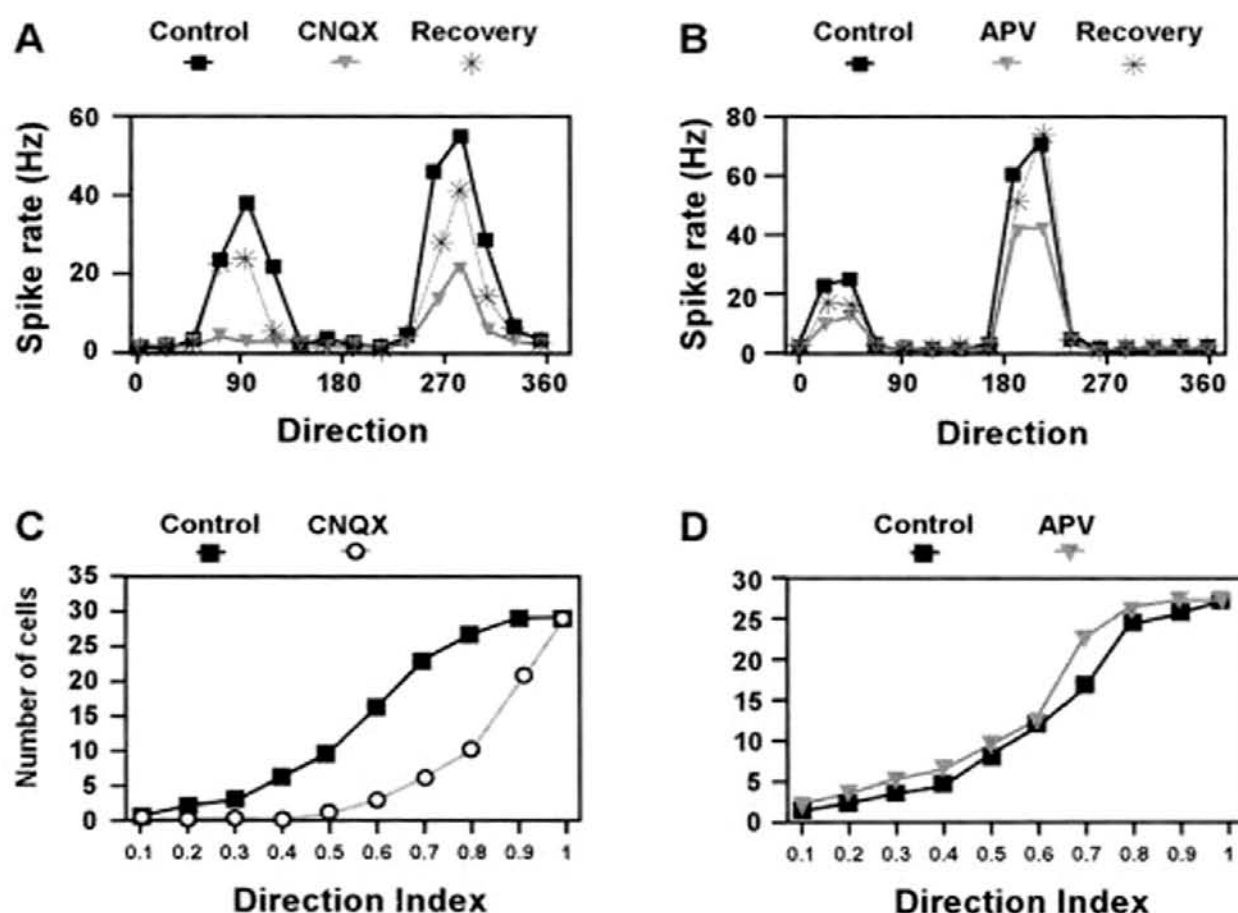 A
Control CNQX Recovery
Spike rate (Hz)
60
40
20
0
0 90 180 270 360
Direction
B
Control APV Recovery
Spike rate (Hz)
80
60
40
20
0
0 90 180 270 360
Direction
C
Control CNQX
Number of cells
35
30
25
20
15
10
5
0
0.1 0.2 0.3 0.4 0.5 0.6 0.7 0.8 0.9 1
Direction Index
D
Control APV
30
25
20
15
10
5
0
0.1 0.2 0.3 0.4 0.5 0.6 0.7 0.8 0.9 1
Direction Index